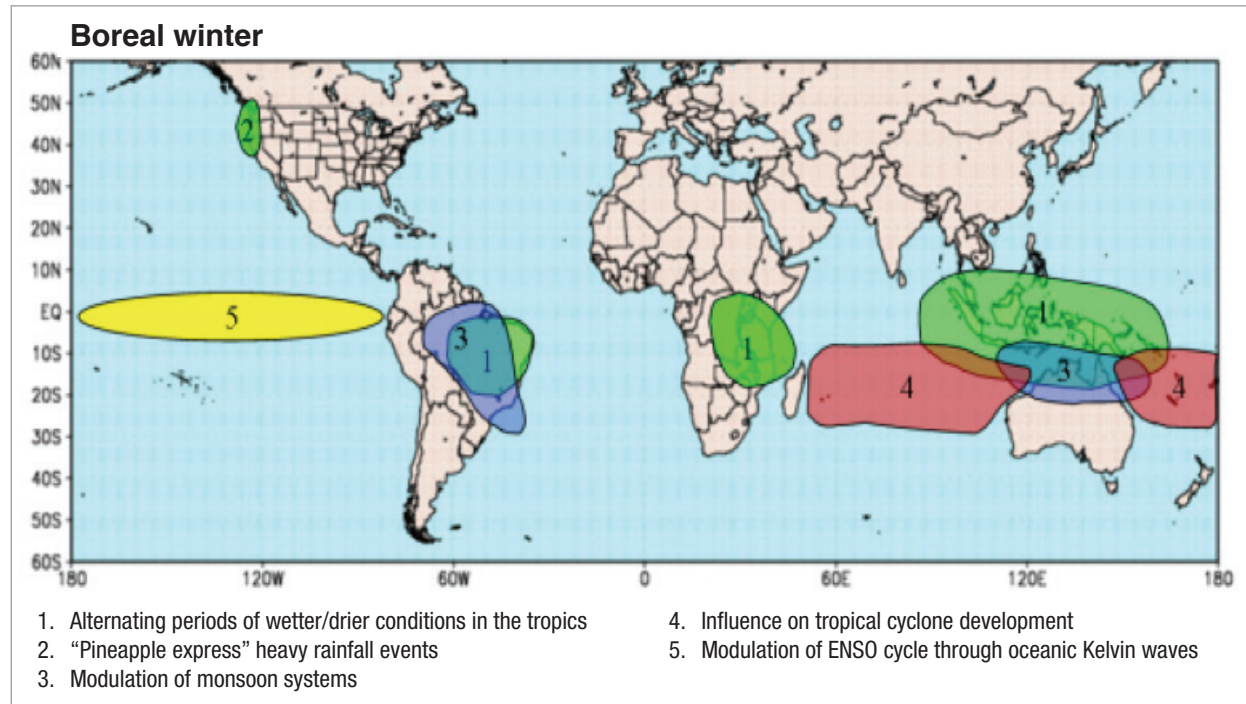 Boreal winter
60N
50N
40N
30N
20N
10N
EQ
10S
20S
30S
40S
50S
60S
2
5
3
1
1
1
4
3
4
180 120W 60W 0 60E 120E 180
1. Alternating periods of wetter/drier conditions in the tropics
2. “Pineapple express” heavy rainfall events
3. Modulation of monsoon systems
4. Influence on tropical cyclone development
5. Modulation of ENSO cycle through oceanic Kelvin waves